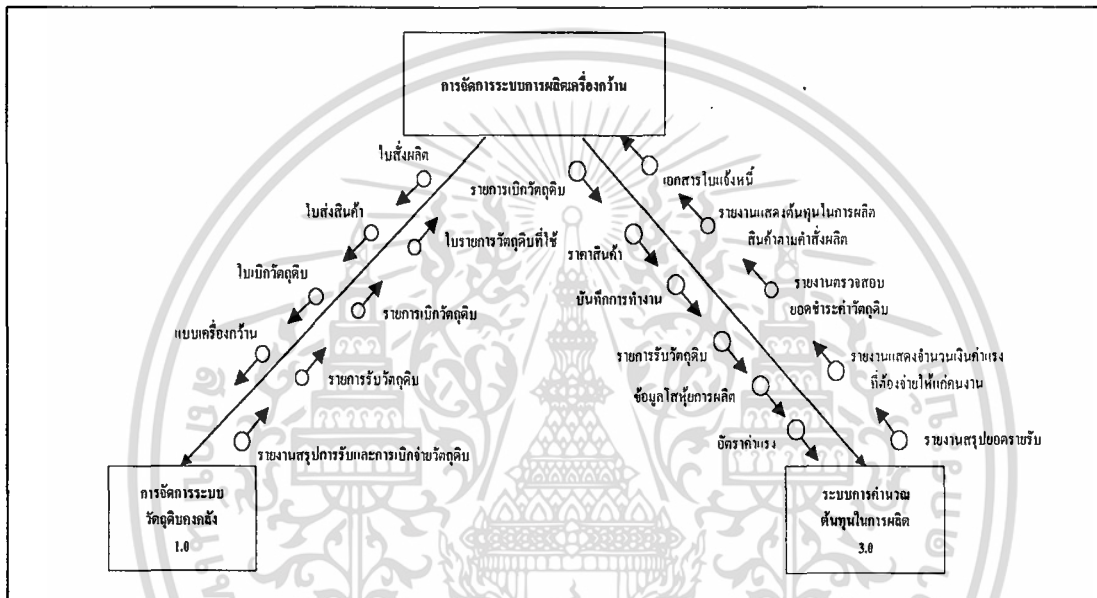 การจัดการระบบการผลิตเครื่องกว้าน
ใบสั่งผลิต
ใบส่งสินค้า
ใบเบิกวัตถุดิบ
แบบเครื่องกว้าน
รายการเบิกวัตถุดิบ
ใบรายการวัตถุดิบที่ใช้
รายการเบิกวัตถุดิบ
รายการรับวัตถุดิบ
รายงานสรุปการรับและการเบิกจ่ายวัตถุดิบ
ราคาสินค้า
บันทึกการทำงาน
รายการรับวัตถุดิบ
ข้อมูลโสหุ้ยการผลิต
อัตราค่าแรง
เอกสารใบแจ้งหนี้
รายงานแสดงต้นทุนในการผลิต
สินค้าตามคำสั่งผลิต
รายงานตรวจสอบ
ยอดชำระค่าวัตถุดิบ
รายงานแสดงจำนวนเงินค่าแรง
ที่ต้องจ่ายให้แก่คนงาน
รายงานสรุปยอดรายรับ
การจัดการระบบ
วัตถุดิบคงคลัง
1.0
ระบบการคำนวณ
ต้นทุนในการผลิต
3.0